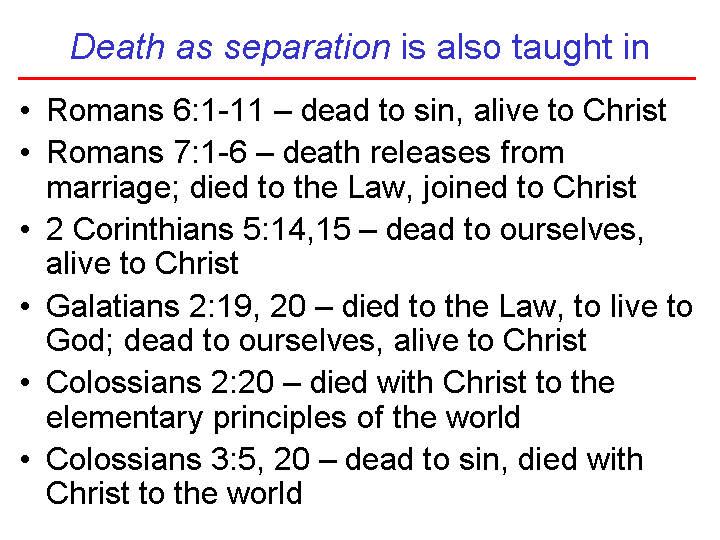 Death as separation is also taught in
• Romans 6:1-11 – dead to sin, alive to Christ
• Romans 7:1-6 – death releases from
marriage; died to the Law, joined to Christ
• 2 Corinthians 5:14,15 – dead to ourselves,
alive to Christ
• Galatians 2:19, 20 – died to the Law, to live to
God; dead to ourselves, alive to Christ
• Colossians 2:20 – died with Christ to the
elementary principles of the world
• Colossians 3:5, 20 – dead to sin, died with
Christ to the world